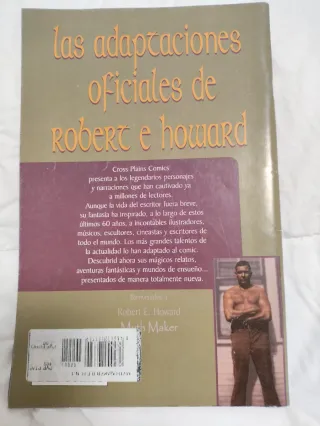 las adaptaciones
oficiales de
Robert e howard
Cross Plains Comics
presenta a los legendarios personajes
y narraciones que han cautivado ya
a millones de lectores.
Aunque la vida del escritor fuera breve,
su fantasía ha inspirado, a lo largo de estos
últimos 60 años, a incontables ilustradores,
músicos, escultores, cineastas y escritores de
todo el mundo. Los más grandes talentos de
la actualidad lo han adaptado al comic.
Descubrid ahora sus mágicos relatos,
aventuras fantásticas y mundos de ensueño...
presentados de manera totalmente nueva.
Bienvenidos a
Robert E. Howard
Myth Maker